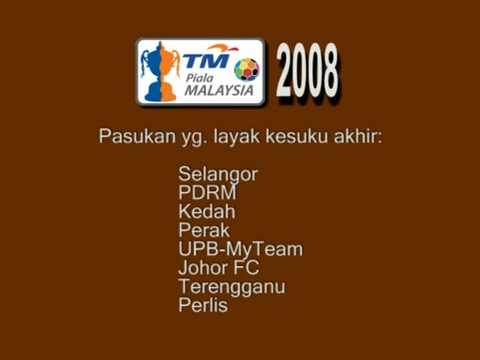 TM
Piala
MALAYSIA
2008
Pasukan yg. layak kesuku akhir:
Selangor
PDRM
Kedah
Perak
UPB-MyTeam
Johor FC
Terengganu
Perlis